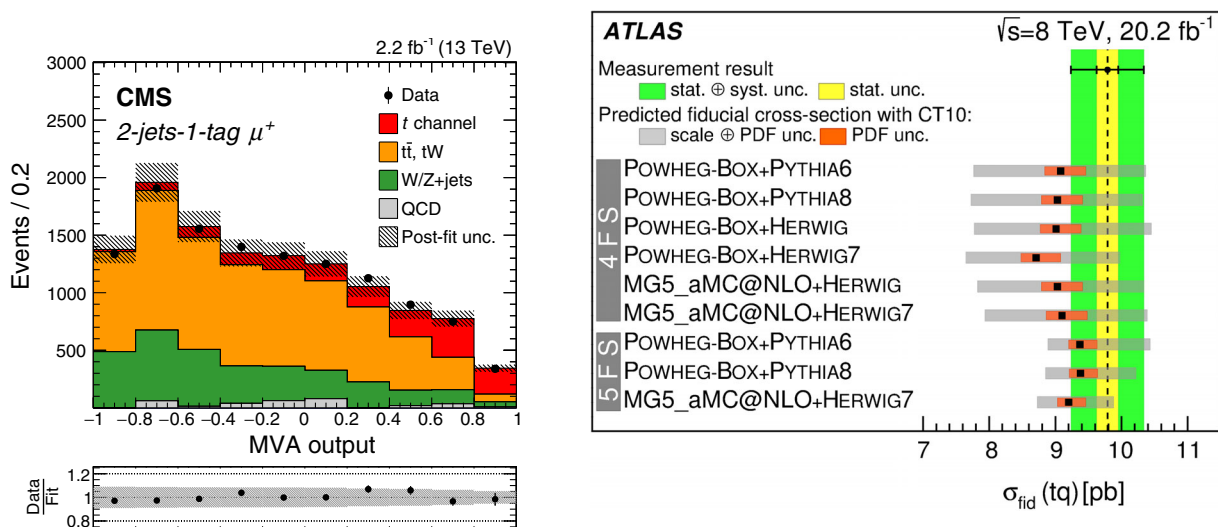 2.2 fb⁻¹ (13 TeV)
CMS
2-jets-1-tag μ⁺
Data
t channel
tt̄, tW
W/Z+jets
QCD
Post-fit unc.
Events / 0.2
3000
2500
2000
1500
1000
500
−1 −0.8 −0.6 −0.4 −0.2 0 0.2 0.4 0.6 0.8 1
MVA output
Data
Fit
1.2
1
0.8
ATLAS √s=8 TeV, 20.2 fb⁻¹
Measurement result
stat. ⊕ syst. unc. stat. unc.
Predicted fiducial cross-section with CT10:
scale ⊕ PDF unc. PDF unc.
4FS
POWHEG-BOX+PYTHIA6
POWHEG-BOX+PYTHIA8
POWHEG-BOX+HERWIG
POWHEG-BOX+HERWIG7
MG5_aMC@NLO+HERWIG
MG5_aMC@NLO+HERWIG7
5FS
POWHEG-BOX+PYTHIA6
POWHEG-BOX+PYTHIA8
MG5_aMC@NLO+HERWIG7
7 8 9 10 11
σfid (tq) [pb]